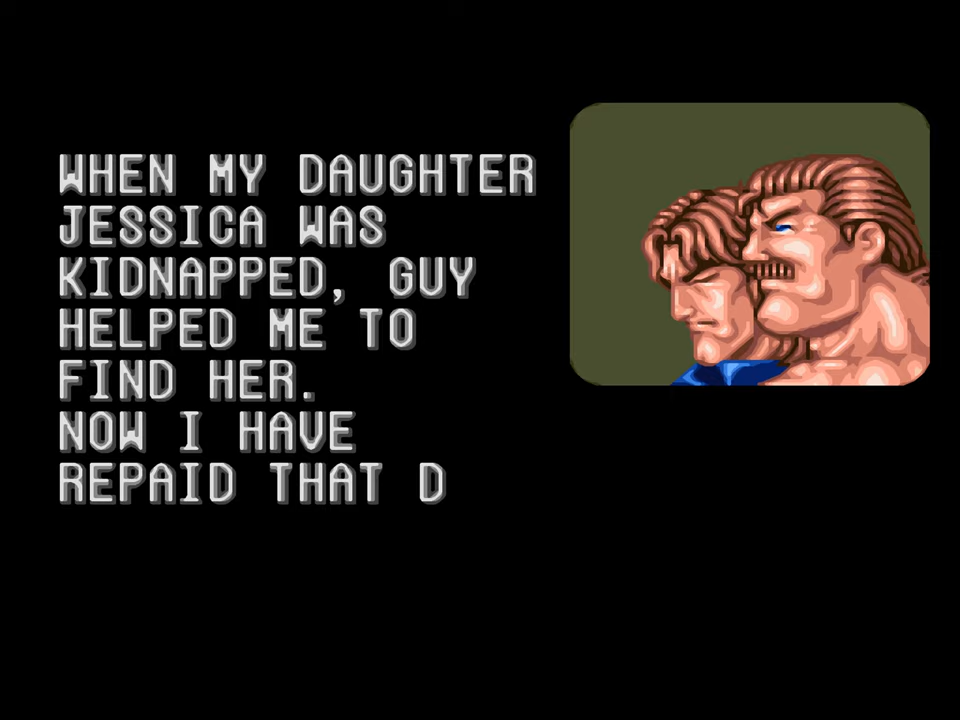 WHEN MY DAUGHTER
JESSICA WAS
KIDNAPPED, GUY
HELPED ME TO
FIND HER.
NOW I HAVE
REPAID THAT D